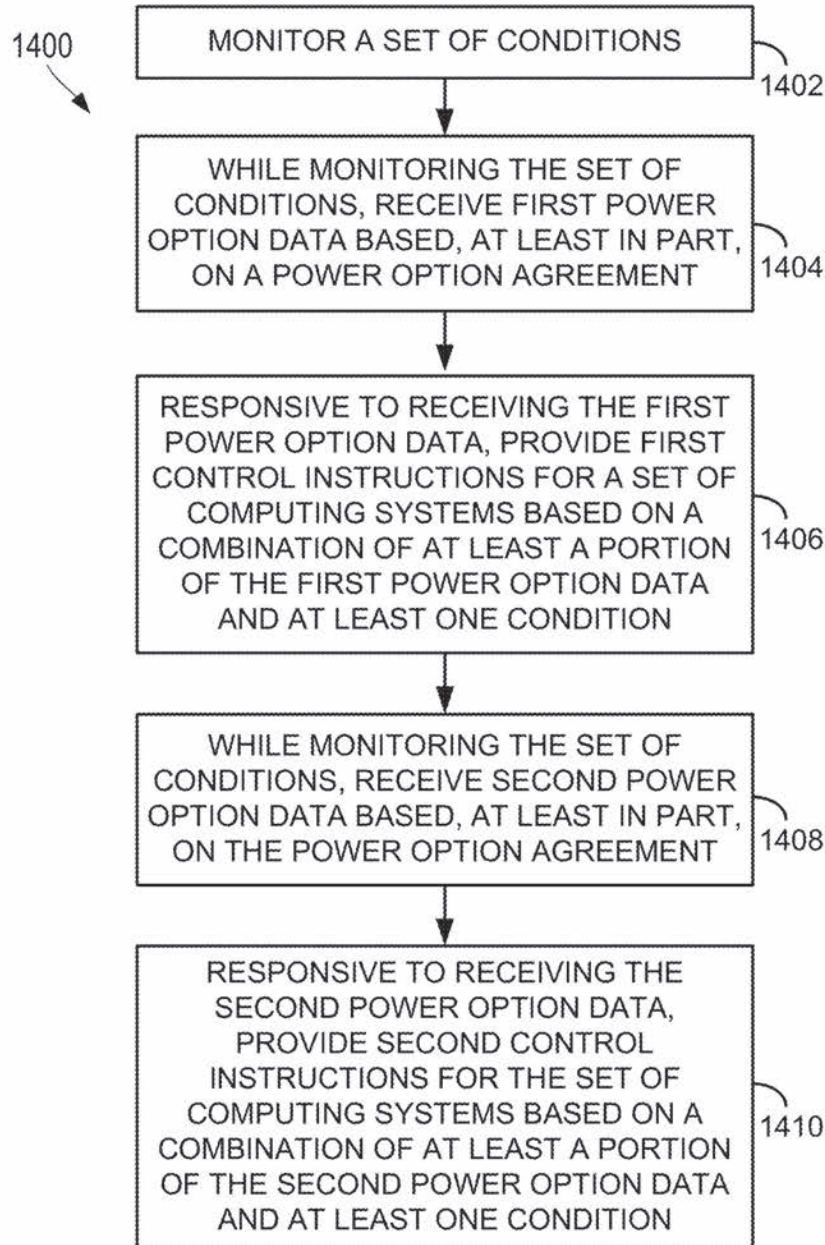 1400
MONITOR A SET OF CONDITIONS
1402
WHILE MONITORING THE SET OF
CONDITIONS, RECEIVE FIRST POWER
OPTION DATA BASED, AT LEAST IN PART,
ON A POWER OPTION AGREEMENT
1404
RESPONSIVE TO RECEIVING THE FIRST
POWER OPTION DATA, PROVIDE FIRST
CONTROL INSTRUCTIONS FOR A SET OF
COMPUTING SYSTEMS BASED ON A
COMBINATION OF AT LEAST A PORTION
OF THE FIRST POWER OPTION DATA
AND AT LEAST ONE CONDITION
1406
WHILE MONITORING THE SET OF
CONDITIONS, RECEIVE SECOND POWER
OPTION DATA BASED, AT LEAST IN PART,
ON THE POWER OPTION AGREEMENT
1408
RESPONSIVE TO RECEIVING THE
SECOND POWER OPTION DATA,
PROVIDE SECOND CONTROL
INSTRUCTIONS FOR THE SET OF
COMPUTING SYSTEMS BASED ON A
COMBINATION OF AT LEAST A PORTION
OF THE SECOND POWER OPTION DATA
AND AT LEAST ONE CONDITION
1410